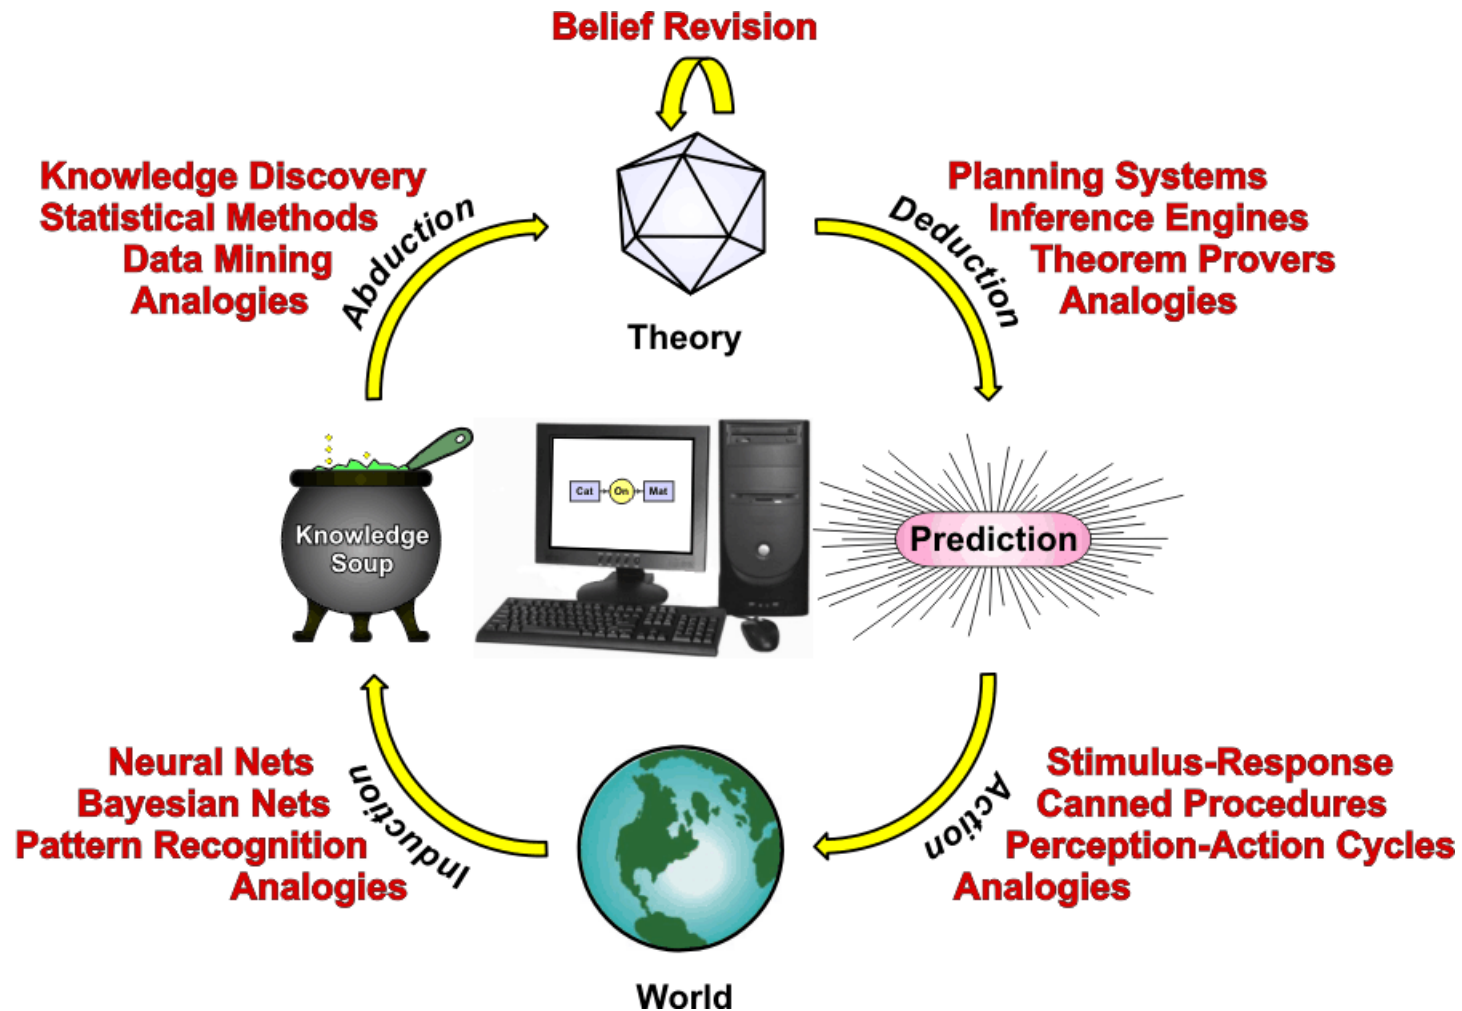 Belief Revision
Knowledge Discovery
Statistical Methods
Data Mining
Analogies
Abduction
Planning Systems
Inference Engines
Theorem Provers
Analogies
Deduction
Theory
Cat
On
Mat
Knowledge
Soup
Prediction
Neural Nets
Bayesian Nets
Pattern Recognition
Analogies
Induction
Stimulus-Response
Canned Procedures
Perception-Action Cycles
Analogies
Action
World